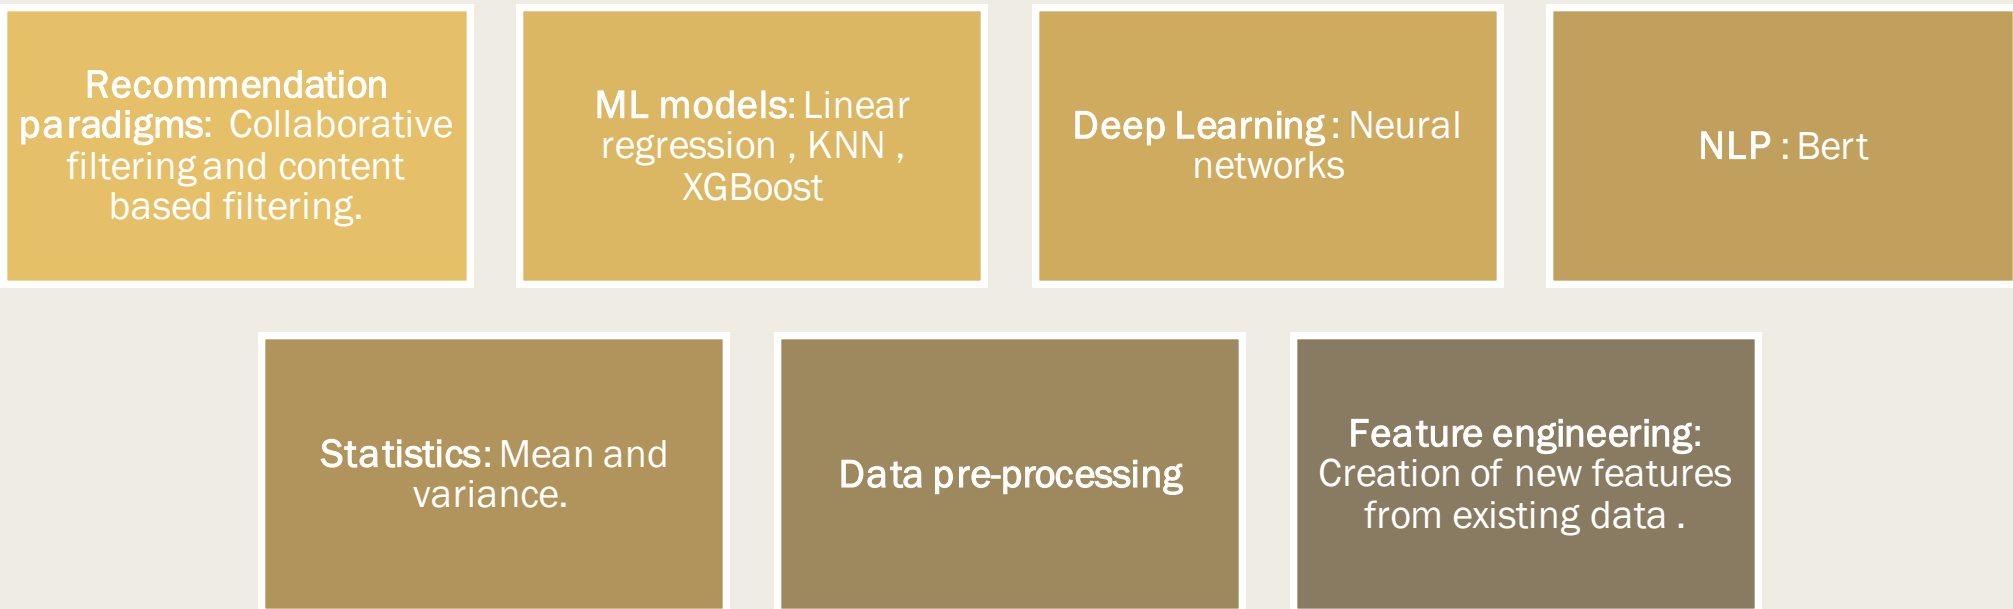 Recommendation
paradigms: Collaborative
filtering and content
based filtering.
ML models: Linear
regression , KNN ,
XGBoost
Deep Learning : Neural
networks
NLP : Bert
Statistics: Mean and
variance.
Data pre-processing
Feature engineering:
Creation of new features
from existing data .